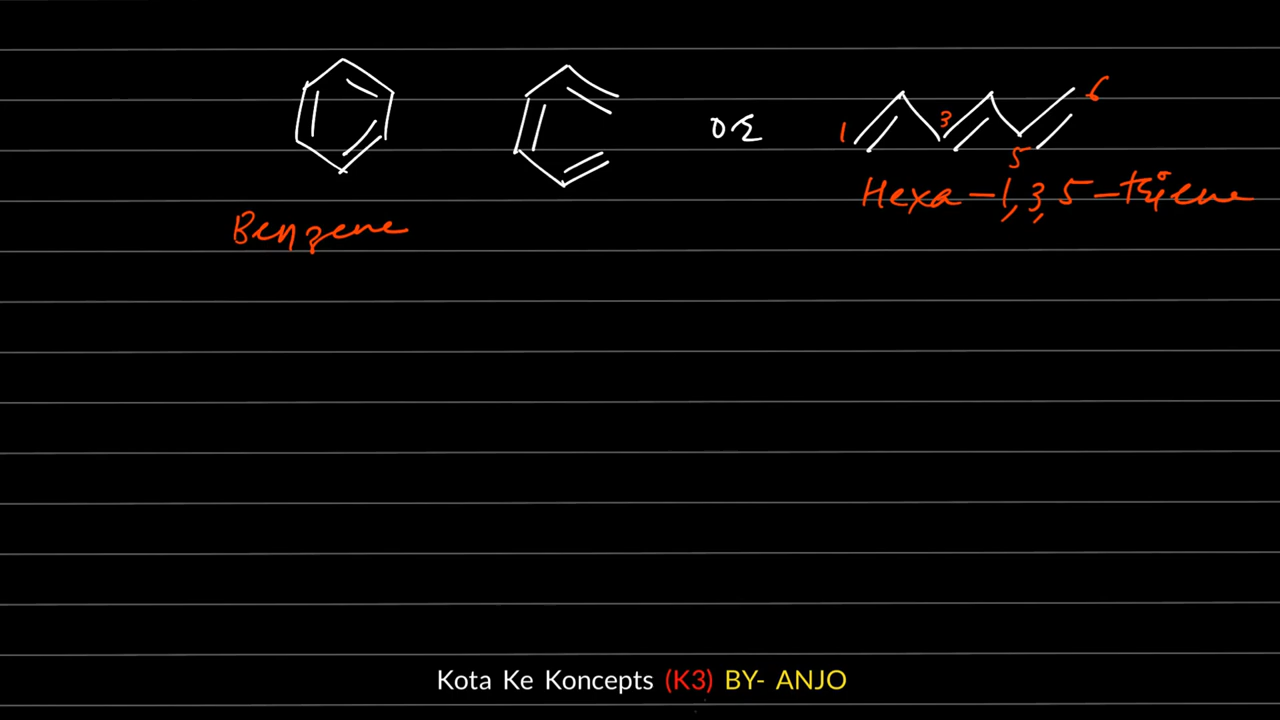 OR
1 3 5 6
Hexa-1,3,5-triene
Benzene
Kota Ke Koncepts (K3) BY- ANJO